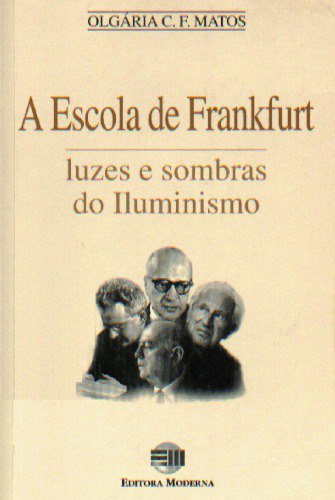 OLGÁRIA C. F. MATOS
A Escola de Frankfurt
luzes e sombras
do Iluminismo
EDITORA MODERNA